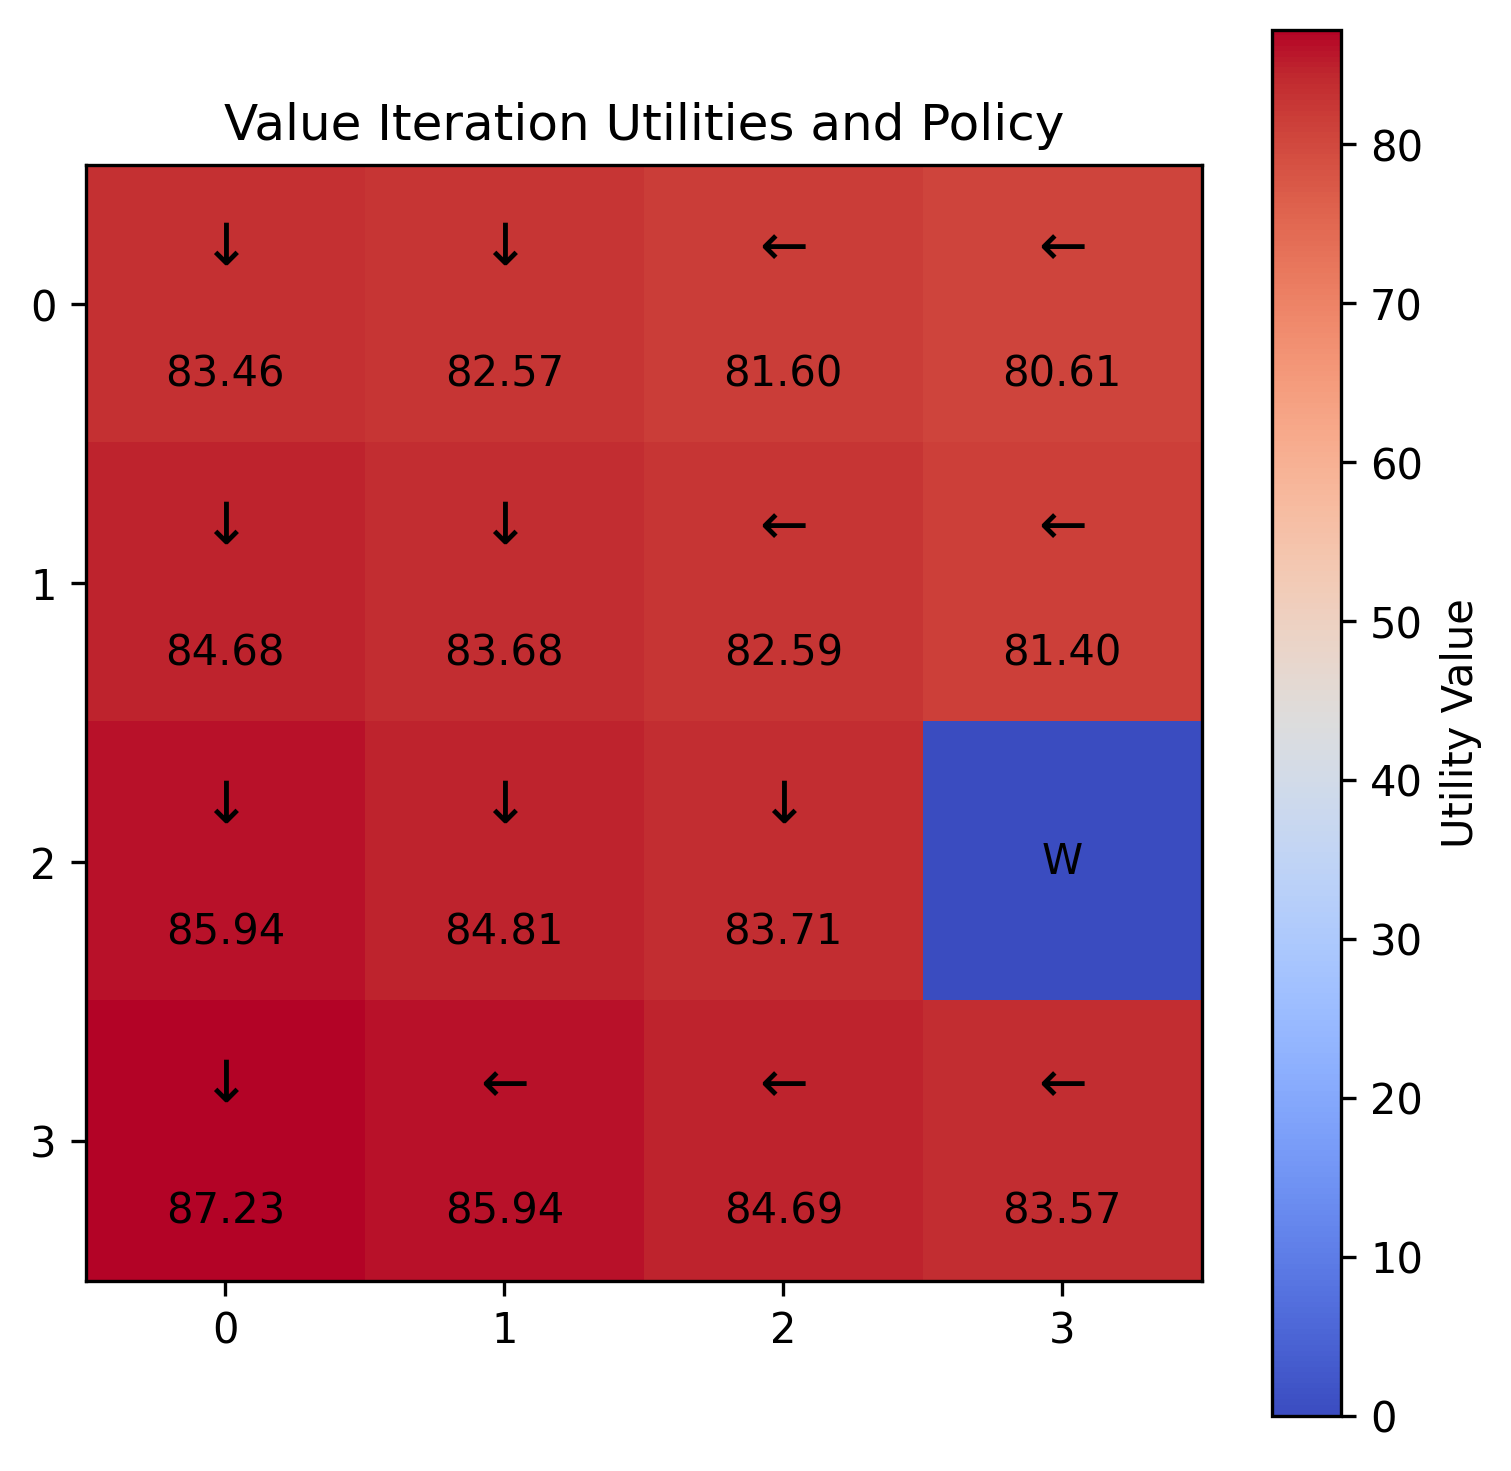 Value Iteration Utilities and Policy
↓ ↓ ← ←
0
83.46 82.57 81.60 80.61
↓ ↓ ← ←
1
84.68 83.68 82.59 81.40
↓ ↓ ↓
2
W
85.94 84.81 83.71
↓ ← ← ←
3
87.23 85.94 84.69 83.57
0 1 2 3
80
70
60
50
40
30
20
10
0
Utility Value